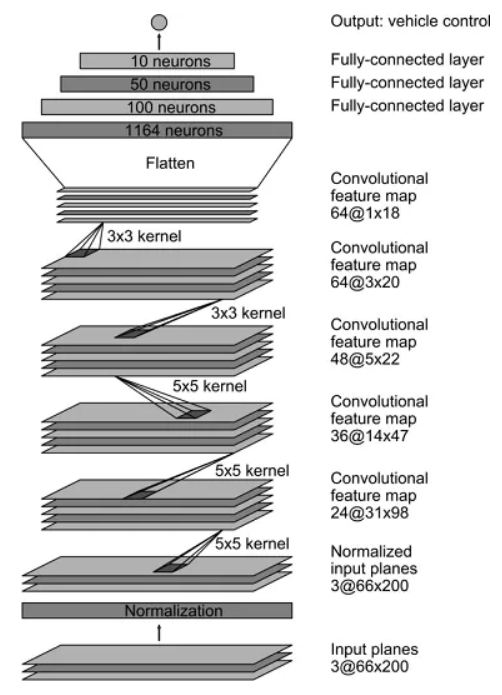 Output: vehicle control
10 neurons
Fully-connected layer
50 neurons
Fully-connected layer
100 neurons
Fully-connected layer
1164 neurons
Flatten
Convolutional
feature map
64@1x18
3x3 kernel
Convolutional
feature map
64@3x20
3x3 kernel
Convolutional
feature map
48@5x22
5x5 kernel
Convolutional
feature map
36@14x47
5x5 kernel
Convolutional
feature map
24@31x98
5x5 kernel
Normalized
input planes
3@66x200
Normalization
Input planes
3@66x200